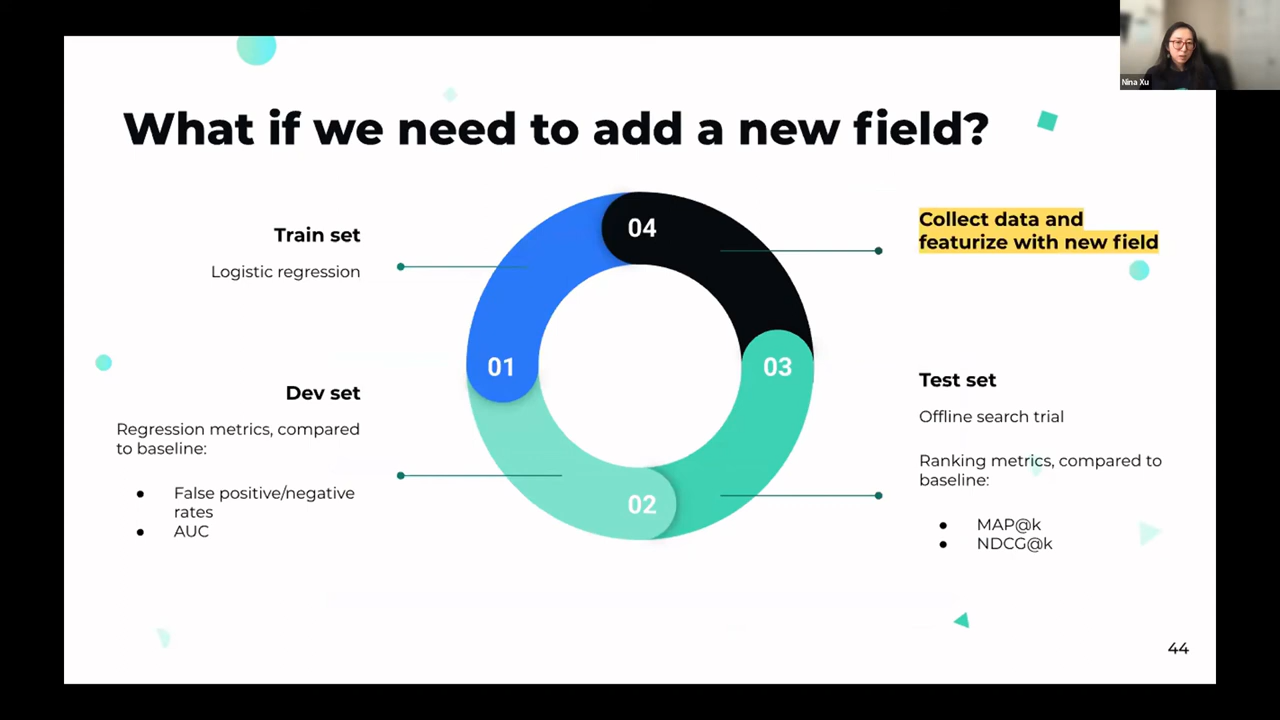 Nina Xu
What if we need to add a new field?
Train set
Logistic regression
Dev set
Regression metrics, compared
to baseline:
● False positive/negative
rates
● AUC
01
02
03
04
Collect data and
featurize with new field
Test set
Offline search trial
Ranking metrics, compared to
baseline:
● MAP@k
● NDCG@k
44